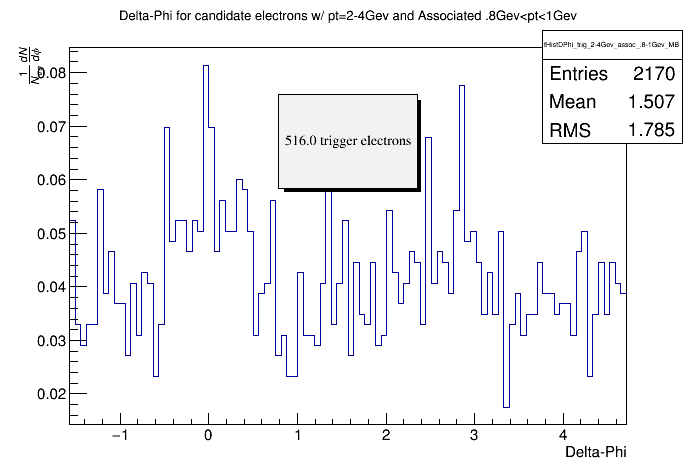 Delta-Phi for candidate electrons w/ pt=2-4Gev and Associated .8Gev<pt<1Gev
fHistDPhi_trig_2-4Gev_assoc_.8-1Gev_MB
Entries 2170
Mean 1.507
RMS 1.785
516.0 trigger electrons
1 dN
dϕ
0.08
0.07
0.06
0.05
0.04
0.03
0.02
−1 0 1 2 3 4
Delta-Phi